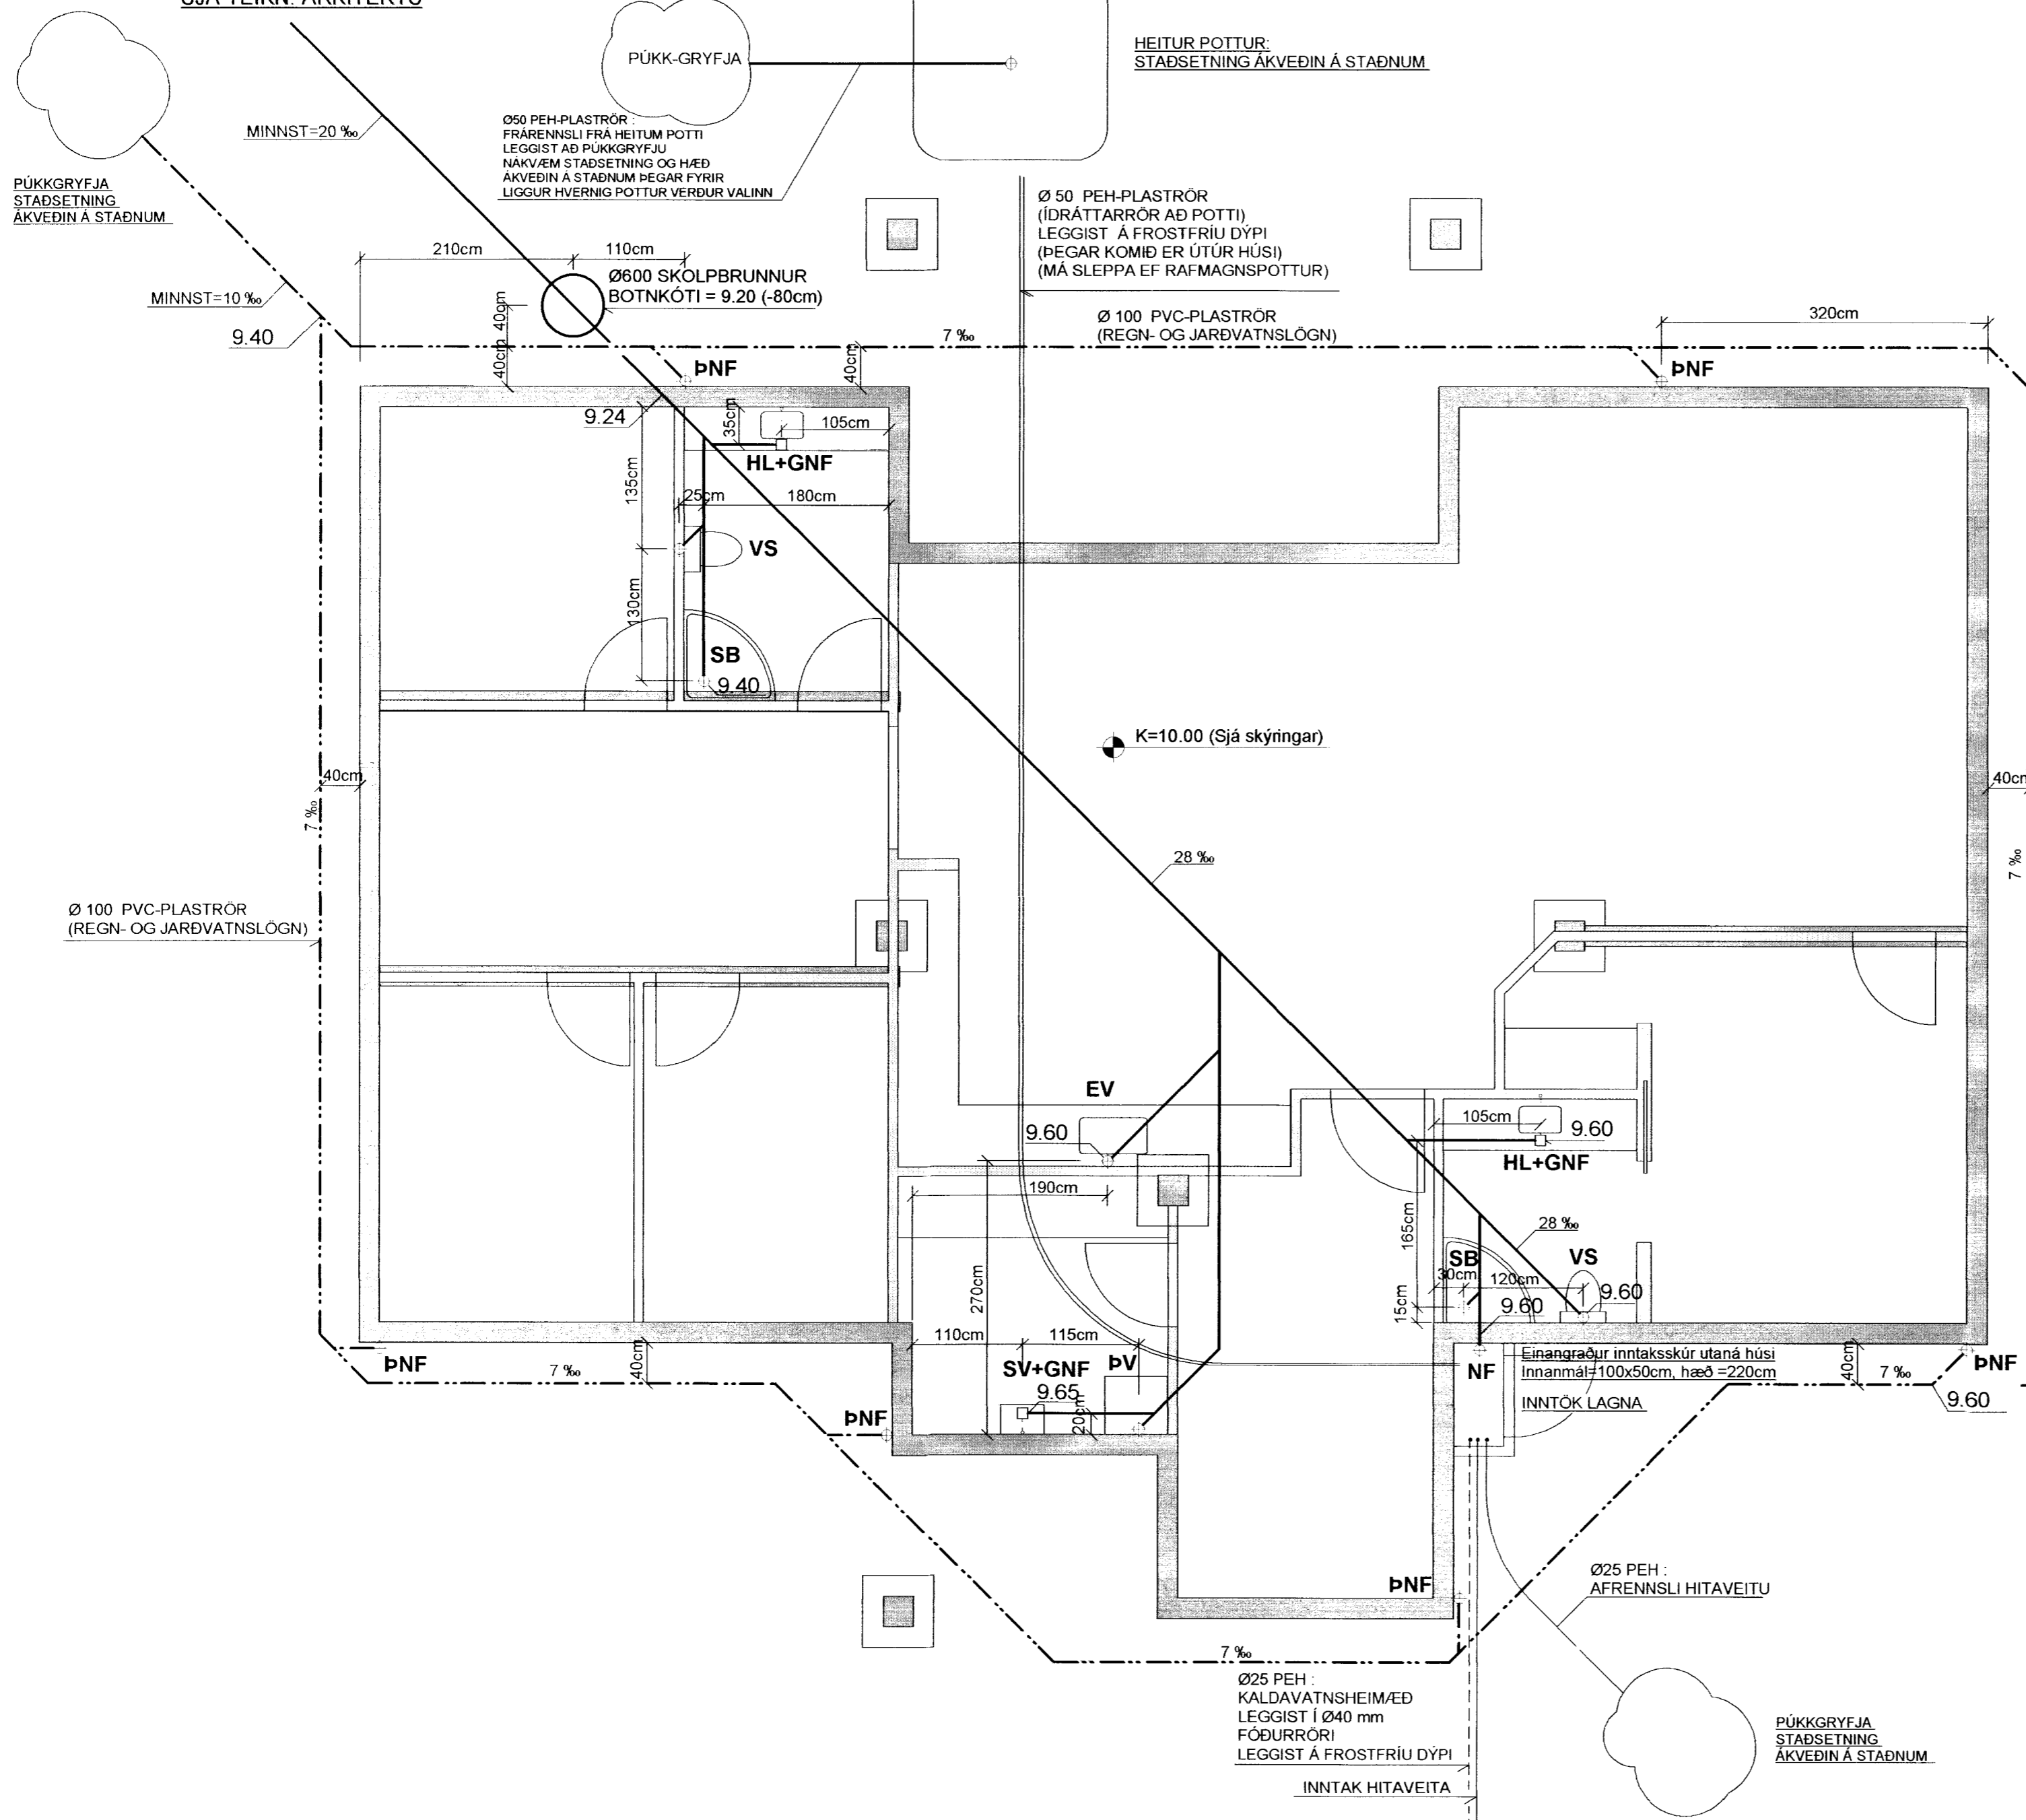 SJÁ TEIKN. ARKITEKTS
PÚKK-GRYFJA
HEITUR POTTUR:
STAÐSETNING ÁKVEÐIN Á STAÐNUM
MINNST=20 ‰
Ø50 PEH-PLASTRÖR :
FRÁRENNSLI FRÁ HEITUM POTTI
LEGGIST AÐ PÚKKGRYFJU
NÁKVÆM STAÐSETNING OG HÆÐ
ÁKVEÐIN Á STAÐNUM ÞEGAR FYRIR
LIGGUR HVERNIG POTTUR VERÐUR VALINN
PÚKKGRYFJA
STAÐSETNING
ÁKVEÐIN Á STAÐNUM
Ø 50 PEH-PLASTRÖR
(ÍDRÁTTARRÖR AÐ POTTI)
LEGGIST Á FROSTFRÍU DÝPI
(ÞEGAR KOMIÐ ER ÚTÚR HÚSI)
(MÁ SLEPPA EF RAFMAGNSPOTTUR)
210cm
110cm
Ø600 SKOLPBRUNNUR
BOTNKÓTI = 9.20 (-80cm)
MINNST=10 ‰
9.40
40cm
40cm
Ø 100 PVC-PLASTRÖR
(REGN- OG JARÐVATNSLÖGN)
7 ‰
320cm
ÞNF
40cm
ÞNF
9.24
35cm
105cm
HL+GNF
135cm
25cm
180cm
VS
130cm
SB
9.40
K=10.00 (Sjá skýringar)
40cm
7 ‰
40cm
7 ‰
28 ‰
Ø 100 PVC-PLASTRÖR
(REGN- OG JARÐVATNSLÖGN)
EV
9.60
105cm
9.60
HL+GNF
190cm
165cm
28 ‰
270cm
SB
VS
30cm
120cm
9.60
15cm
9.60
110cm
115cm
SV+GNF
ÞV
9.65
20cm
NF
Einangraður inntaksskúr utaná húsi
Innanmál=100x50cm, hæð =220cm
INNTÖK LAGNA
40cm
7 ‰
ÞNF
9.60
ÞNF
7 ‰
40cm
ÞNF
ÞNF
Ø25 PEH :
AFRENNSLI HITAVEITU
7 ‰
Ø25 PEH :
KALDAVATNSHEIMÆÐ
LEGGIST Í Ø40 mm
FÓÐURRÖRI
LEGGIST Á FROSTFRÍU DÝPI
INNTAK HITAVEITA
PÚKKGRYFJA
STAÐSETNING
ÁKVEÐIN Á STAÐNUM